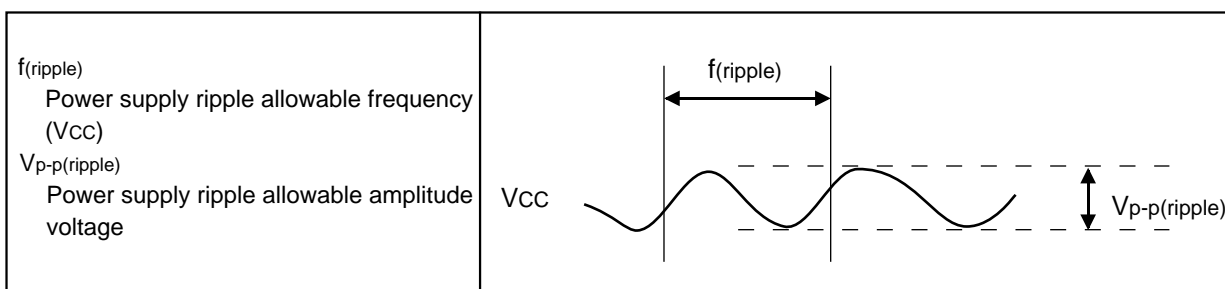 f(ripple)
Power supply ripple allowable frequency
(VCC)
Vp-p(ripple)
Power supply ripple allowable amplitude
voltage
f(ripple)
VCC
Vp-p(ripple)